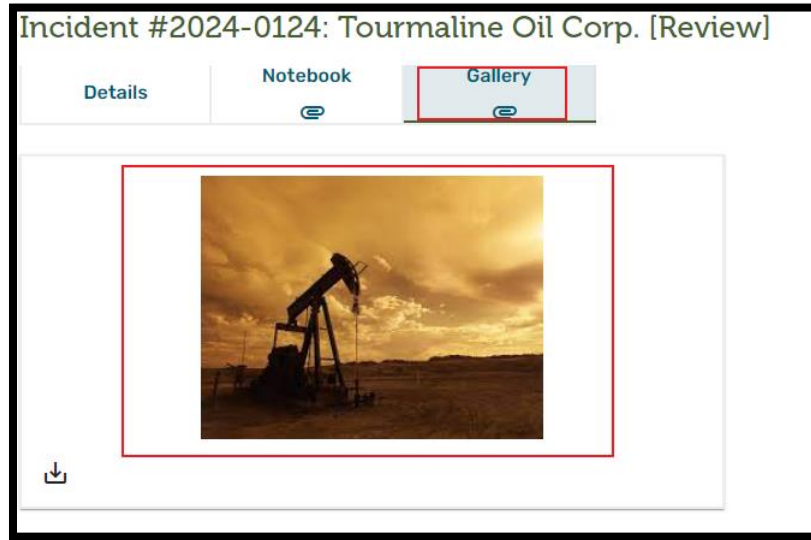 Incident #2024-0124: Tourmaline Oil Corp. [Review]
Details
Notebook
Gallery